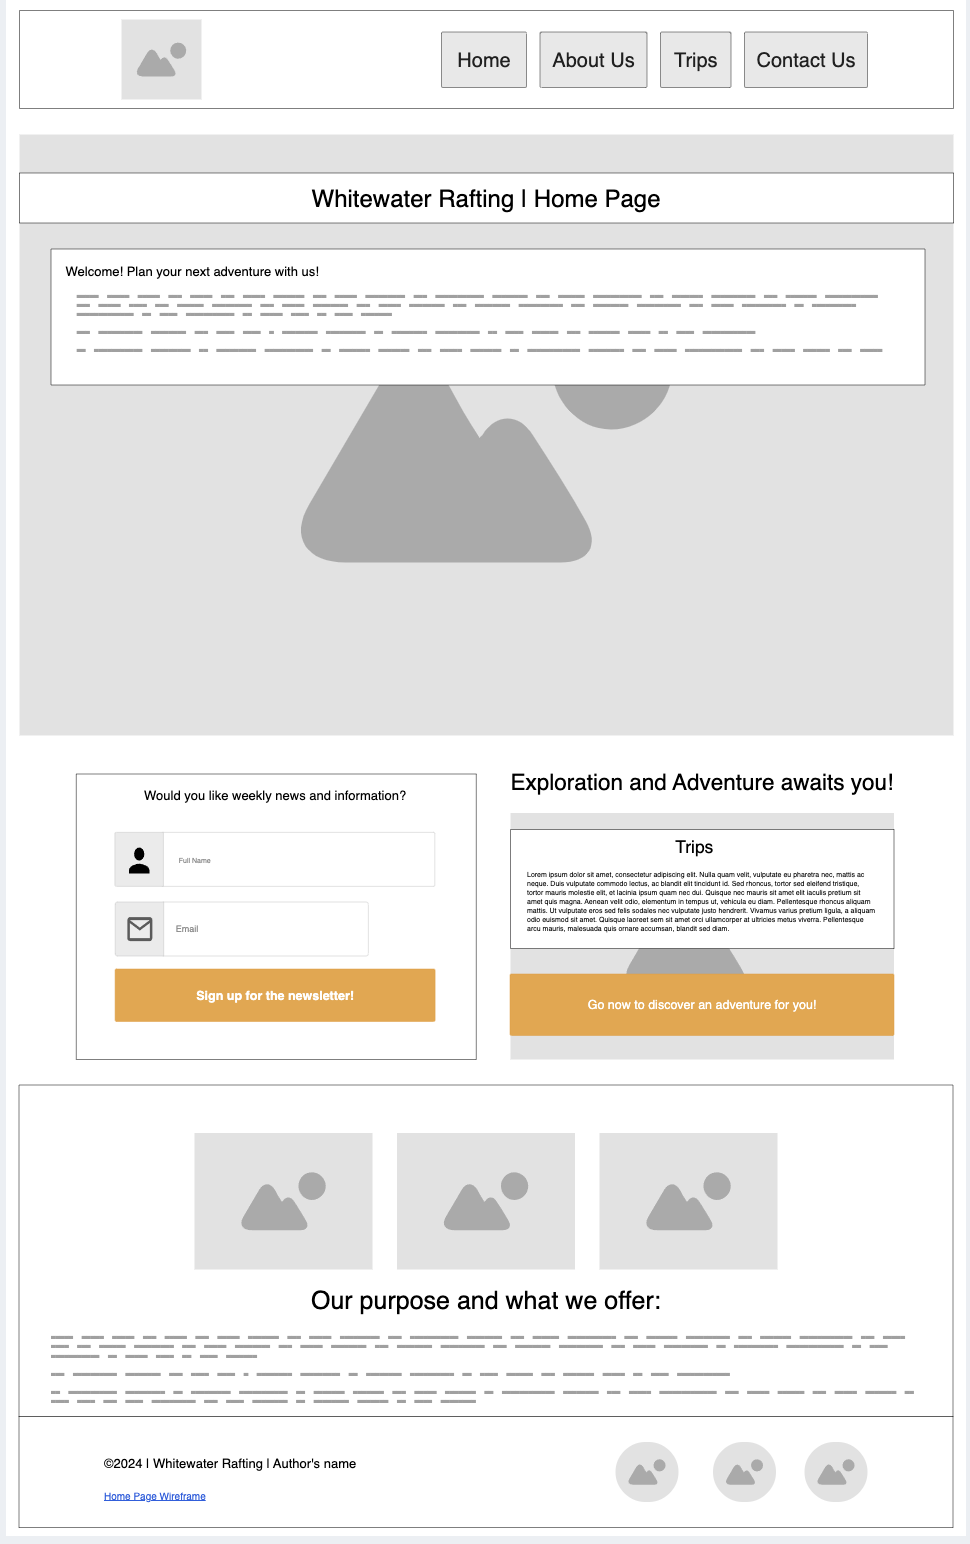 Home
About Us
Trips
Contact Us
Whitewater Rafting | Home Page
Welcome! Plan your next adventure with us!
Would you like weekly news and information?
Full Name
Email
Sign up for the newsletter!
Exploration and Adventure awaits you!
Trips
Lorem ipsum dolor sit amet, consectetur adipiscing elit. Nulla quam velit, vulputate eu pharetra nec, mattis ac
neque. Duis vulputate commodo lectus, ac blandit elit tincidunt id. Sed rhoncus, tortor sed eleifend tristique,
tortor mauris molestie elit, et lacinia ipsum quam nec dui. Quisque nec mauris sit amet elit iaculis pretium sit
amet quis magna. Aenean velit odio, elementum in tempus ut, vehicula eu diam. Pellentesque rhoncus aliquam
mattis. Ut vulputate eros sed felis sodales nec vulputate justo hendrerit. Vivamus varius pretium ligula, a aliquam
odio euismod sit amet. Quisque laoreet sem sit amet orci ullamcorper at ultricies metus viverra. Pellentesque
arcu mauris, malesuada quis ornare accumsan, blandit sed diam.
Go now to discover an adventure for you!
Our purpose and what we offer:
©2024 | Whitewater Rafting | Author's name
Home Page Wireframe